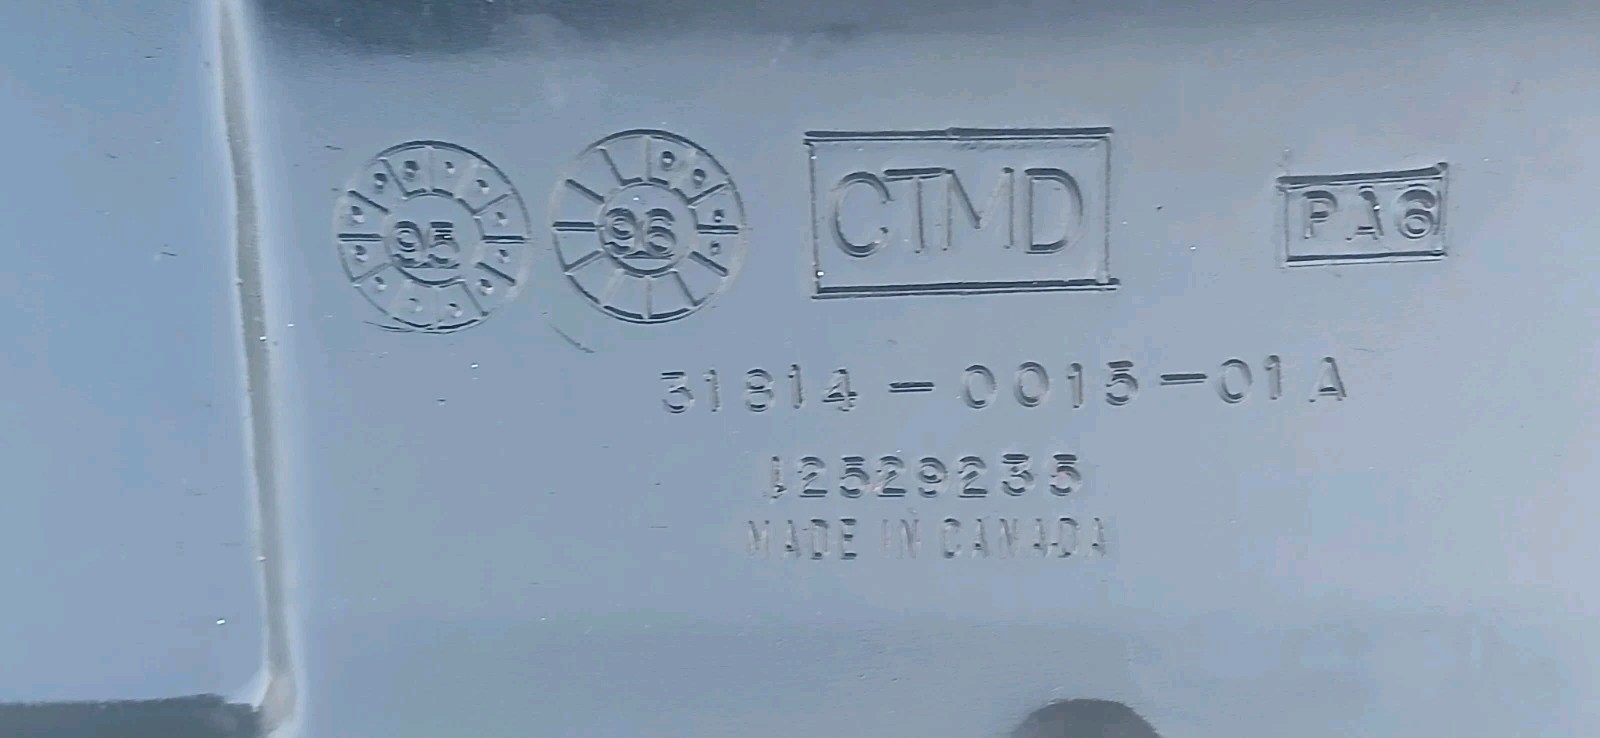 95 96 CTMD PA6
31814-0015-01A
12529235
MADE IN CANADA